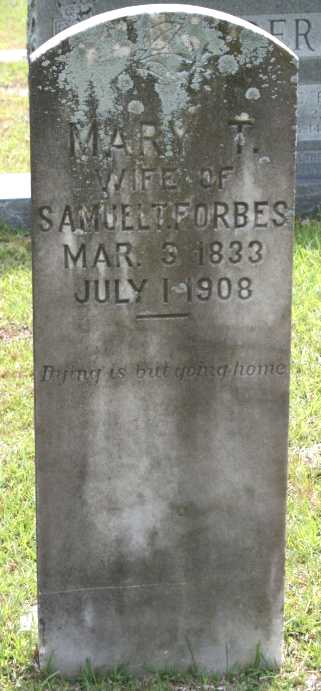 MARY T.
WIFE OF
SAMUEL T. FORBES
MAR. 3 1833
JULY 1 1908
Dying is but going home